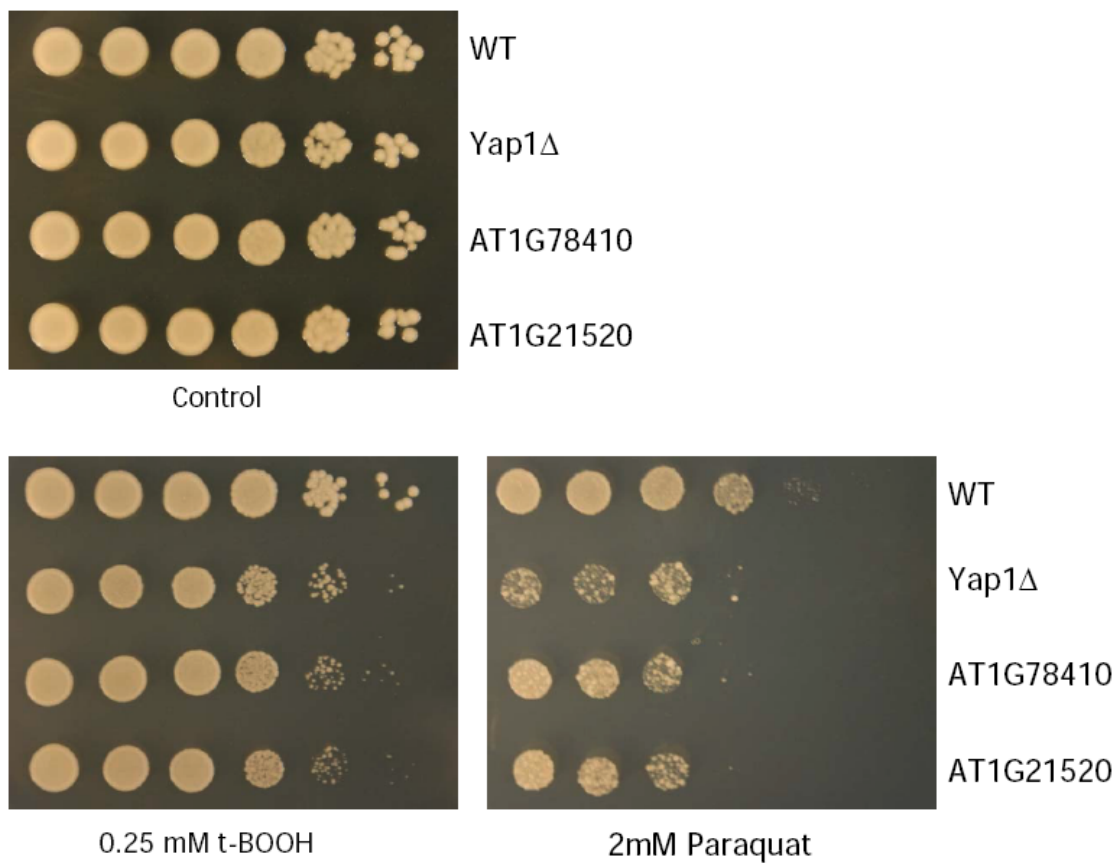 WT
Yap1Δ
AT1G78410
AT1G21520
Control
WT
Yap1Δ
AT1G78410
AT1G21520
0.25 mM t-BOOH
2mM Paraquat